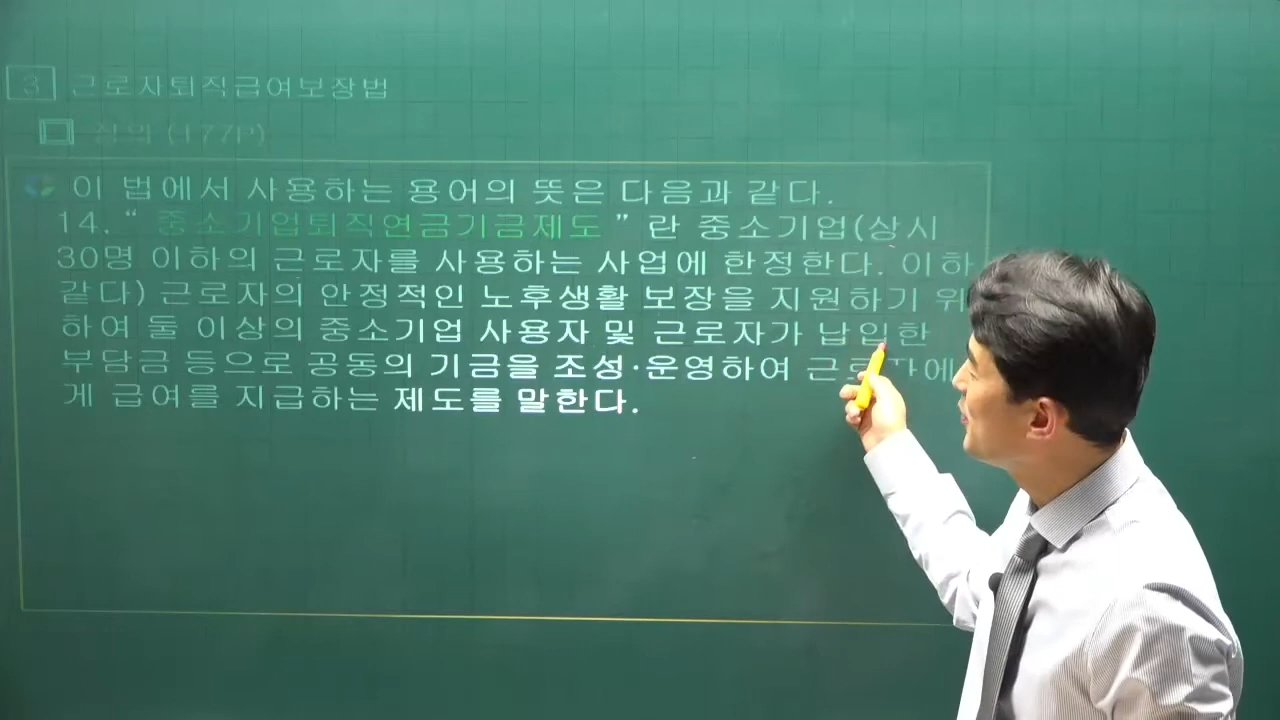 3 근로자퇴직급여보장법
정의 (177P)
이 법에서 사용하는 용어의 뜻은 다음과 같다.
14. “ 중소기업퇴직연금기금제도 ” 란 중소기업(상시
30명 이하의 근로자를 사용하는 사업에 한정한다. 이하
같다) 근로자의 안정적인 노후생활 보장을 지원하기 위
하여 둘 이상의 중소기업 사용자 및 근로자가 납입한
부담금 등으로 공동의 기금을 조성·운영하여
게 급여를 지급하는 제도를 말한다.